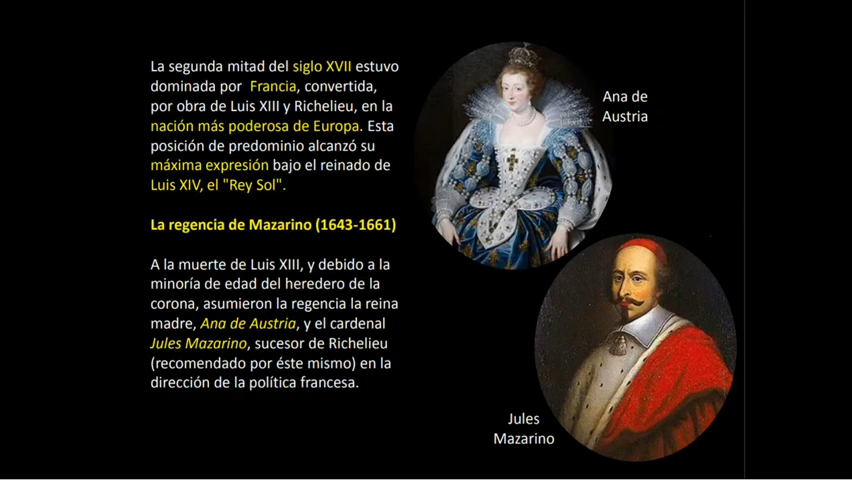 La segunda mitad del siglo XVII estuvo
dominada por Francia, convertida,
por obra de Luis XIII y Richelieu, en la
nación más poderosa de Europa. Esta
posición de predominio alcanzó su
máxima expresión bajo el reinado de
Luis XIV, el "Rey Sol".
La regencia de Mazarino (1643-1661)
A la muerte de Luis XIII, y debido a la
minoría de edad del heredero de la
corona, asumieron la regencia la reina
madre, Ana de Austria, y el cardenal
Jules Mazarino, sucesor de Richelieu
(recomendado por éste mismo) en la
dirección de la política francesa.
Ana de
Austria
Jules
Mazarino